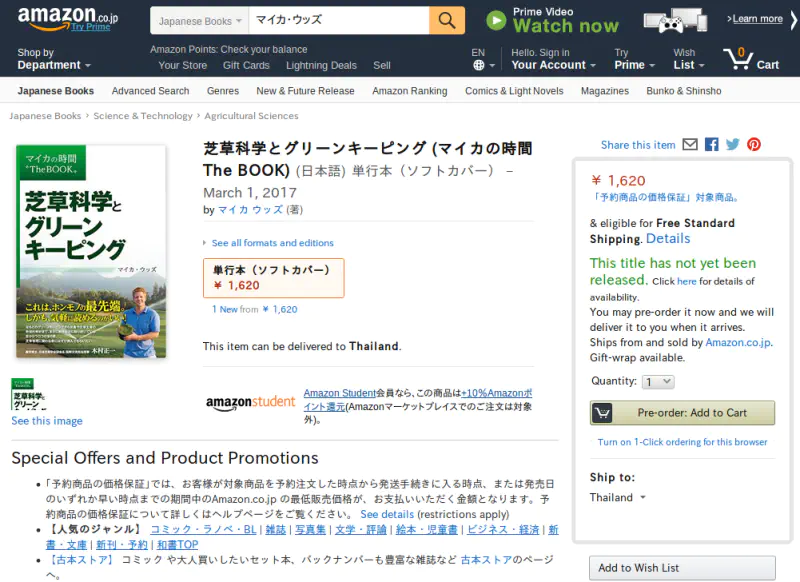 amazon.co.jp
Try Prime
Japanese Books
マイカ・ウッズ
Prime Video
Watch now
Learn more
Shop by
Department
Amazon Points: Check your balance
Your Store Gift Cards Lightning Deals Sell
EN
Hello. Sign in
Your Account
Try
Prime
Wish
List
0
Cart
Japanese Books Advanced Search Genres New & Future Release Amazon Ranking Comics & Light Novels Magazines Bunko & Shinsho
Japanese Books › Science & Technology › Agricultural Sciences
マイカの時間
"The BOOK"
芝草科学と
グリーン
キーピング
マイカ・ウッズ
これは、ホンモノの最先端。
木村正一
芝草科学とグリーンキーピング (マイカの時間
The BOOK) (日本語) 単行本（ソフトカバー） –
March 1, 2017
by マイカ ウッズ (著)
See all formats and editions
単行本（ソフトカバー）
¥ 1,620
1 New from ¥ 1,620
This item can be delivered to Thailand.
amazonstudent
Amazon Student会員なら、この商品は+10%Amazonポ
イント還元(Amazonマーケットプレイスでのご注文は対象
外)。
マイカの時間
芝草科学と
グリーン
See this image
Share this item
¥ 1,620
「予約商品の価格保証」対象商品。
& eligible for Free Standard
Shipping. Details
This title has not yet been
released. Click here for details of
availability.
You may pre-order it now and we will
deliver it to you when it arrives.
Ships from and sold by Amazon.co.jp.
Gift-wrap available.
Quantity: 1
Pre-order: Add to Cart
Turn on 1-Click ordering for this browser
Ship to:
Thailand
Add to Wish List
Special Offers and Product Promotions
「予約商品の価格保証」では、お客様が対象商品を予約注文した時点から発送手続きに入る時点、または発売日
のいずれか早い時点までの期間中のAmazon.co.jp の最低販売価格が、お支払いいただく金額となります。予
約商品の価格保証について詳しくはヘルプページをご覧ください。 See details (restrictions apply)
【人気のジャンル】 コミック・ラノベ・BL | 雑誌 | 写真集 | 文学・評論 | 絵本・児童書 | ビジネス・経済 | 新
書・文庫 | 新刊・予約 | 和書TOP
【古本ストア】 コミック や大人買いしたいセット本、バックナンバーも豊富な雑誌など 古本ストアのページ
へ。